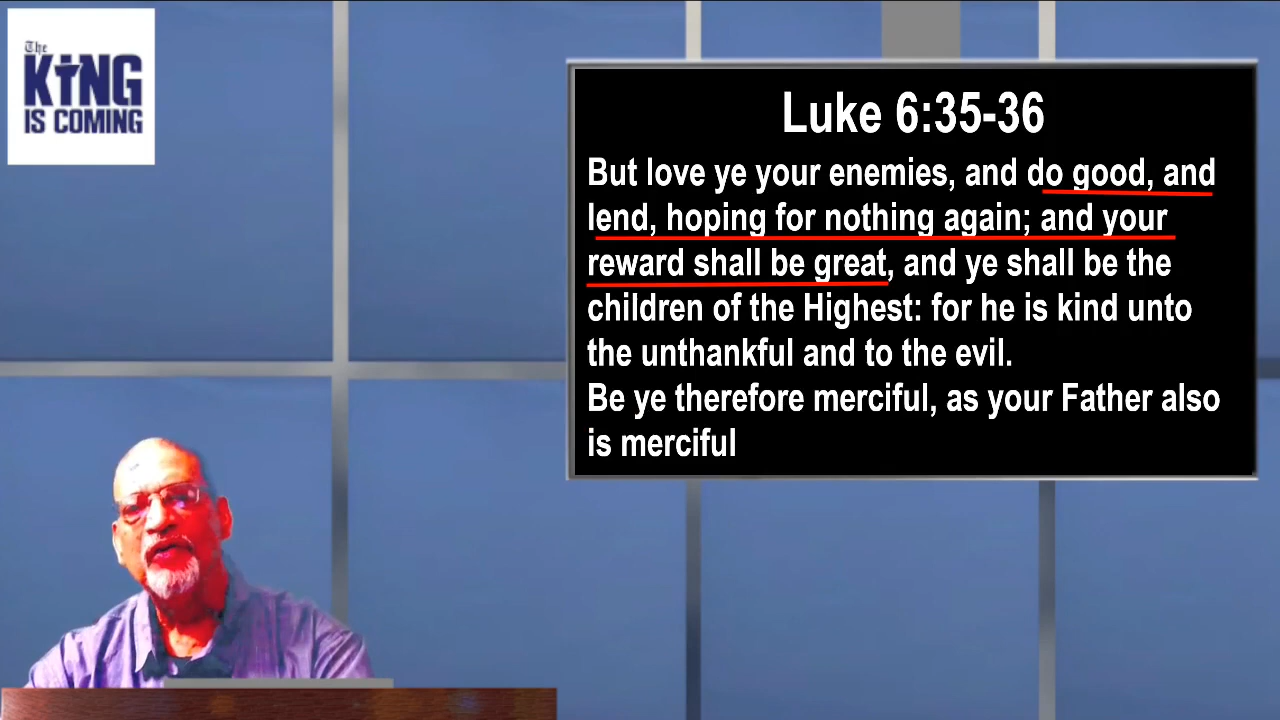 The
KING
IS COMING
Luke 6:35-36
But love ye your enemies, and do good, and
lend, hoping for nothing again; and your
reward shall be great, and ye shall be the
children of the Highest: for he is kind unto
the unthankful and to the evil.
Be ye therefore merciful, as your Father also
is merciful